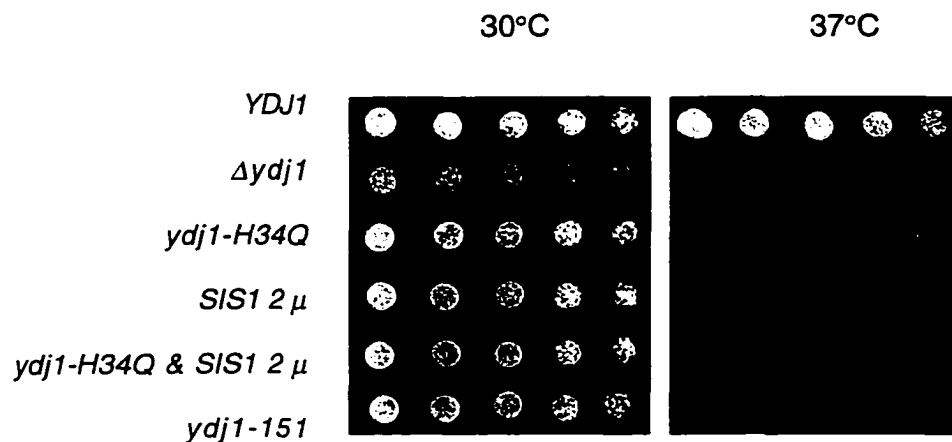 30°C 37°C
YDJ1
Δydj1
ydj1-H34Q
SIS1 2 μ
ydj1-H34Q & SIS1 2 μ
ydj1-151